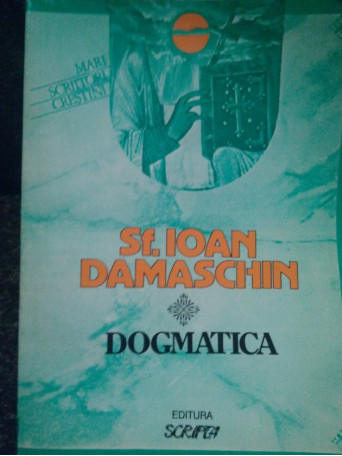 MARI
SCRIITORI
CREȘTINI
Sf. IOAN
DAMASCHIN
DOGMATICA
EDITURA
SCRIPTA